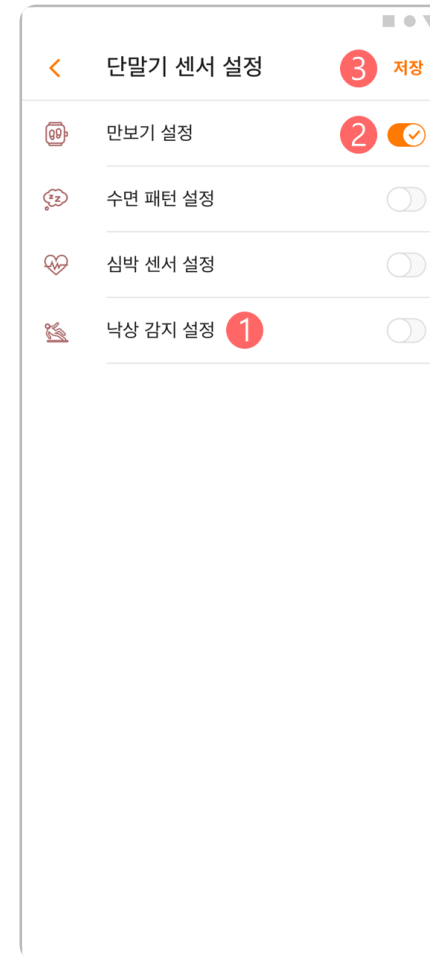 단말기 센서 설정 3 저장
만보기 설정 2
zz 수면 패턴 설정
심박 센서 설정
낙상 감지 설정 1